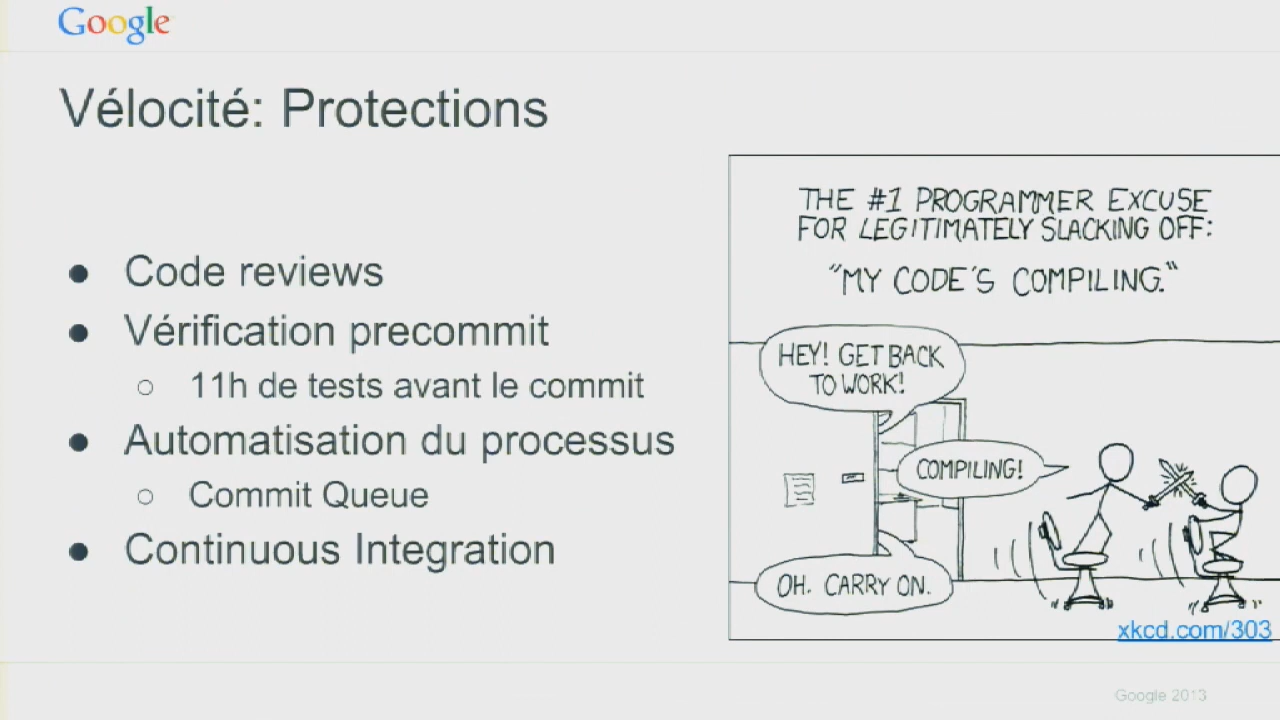 Google
Vélocité: Protections
● Code reviews
● Vérification precommit
○ 11h de tests avant le commit
● Automatisation du processus
○ Commit Queue
● Continuous Integration
THE #1 PROGRAMMER EXCUSE
FOR LEGITIMATELY SLACKING OFF:
"MY CODE'S COMPILING."
HEY! GET BACK
TO WORK!
COMPILING!
OH. CARRY ON.
xkcd.com/303
Google 2013